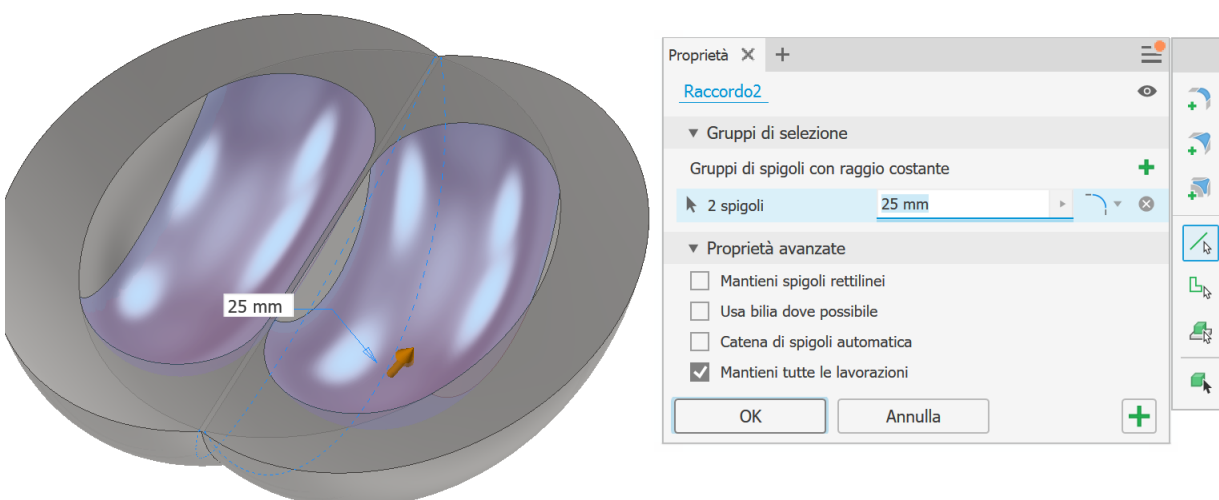 Proprietà
Raccordo2
Gruppi di selezione
Gruppi di spigoli con raggio costante
2 spigoli
25 mm
Proprietà avanzate
Mantieni spigoli rettilinei
Usa bilia dove possibile
Catena di spigoli automatica
Mantieni tutte le lavorazioni
OK
Annulla
25 mm